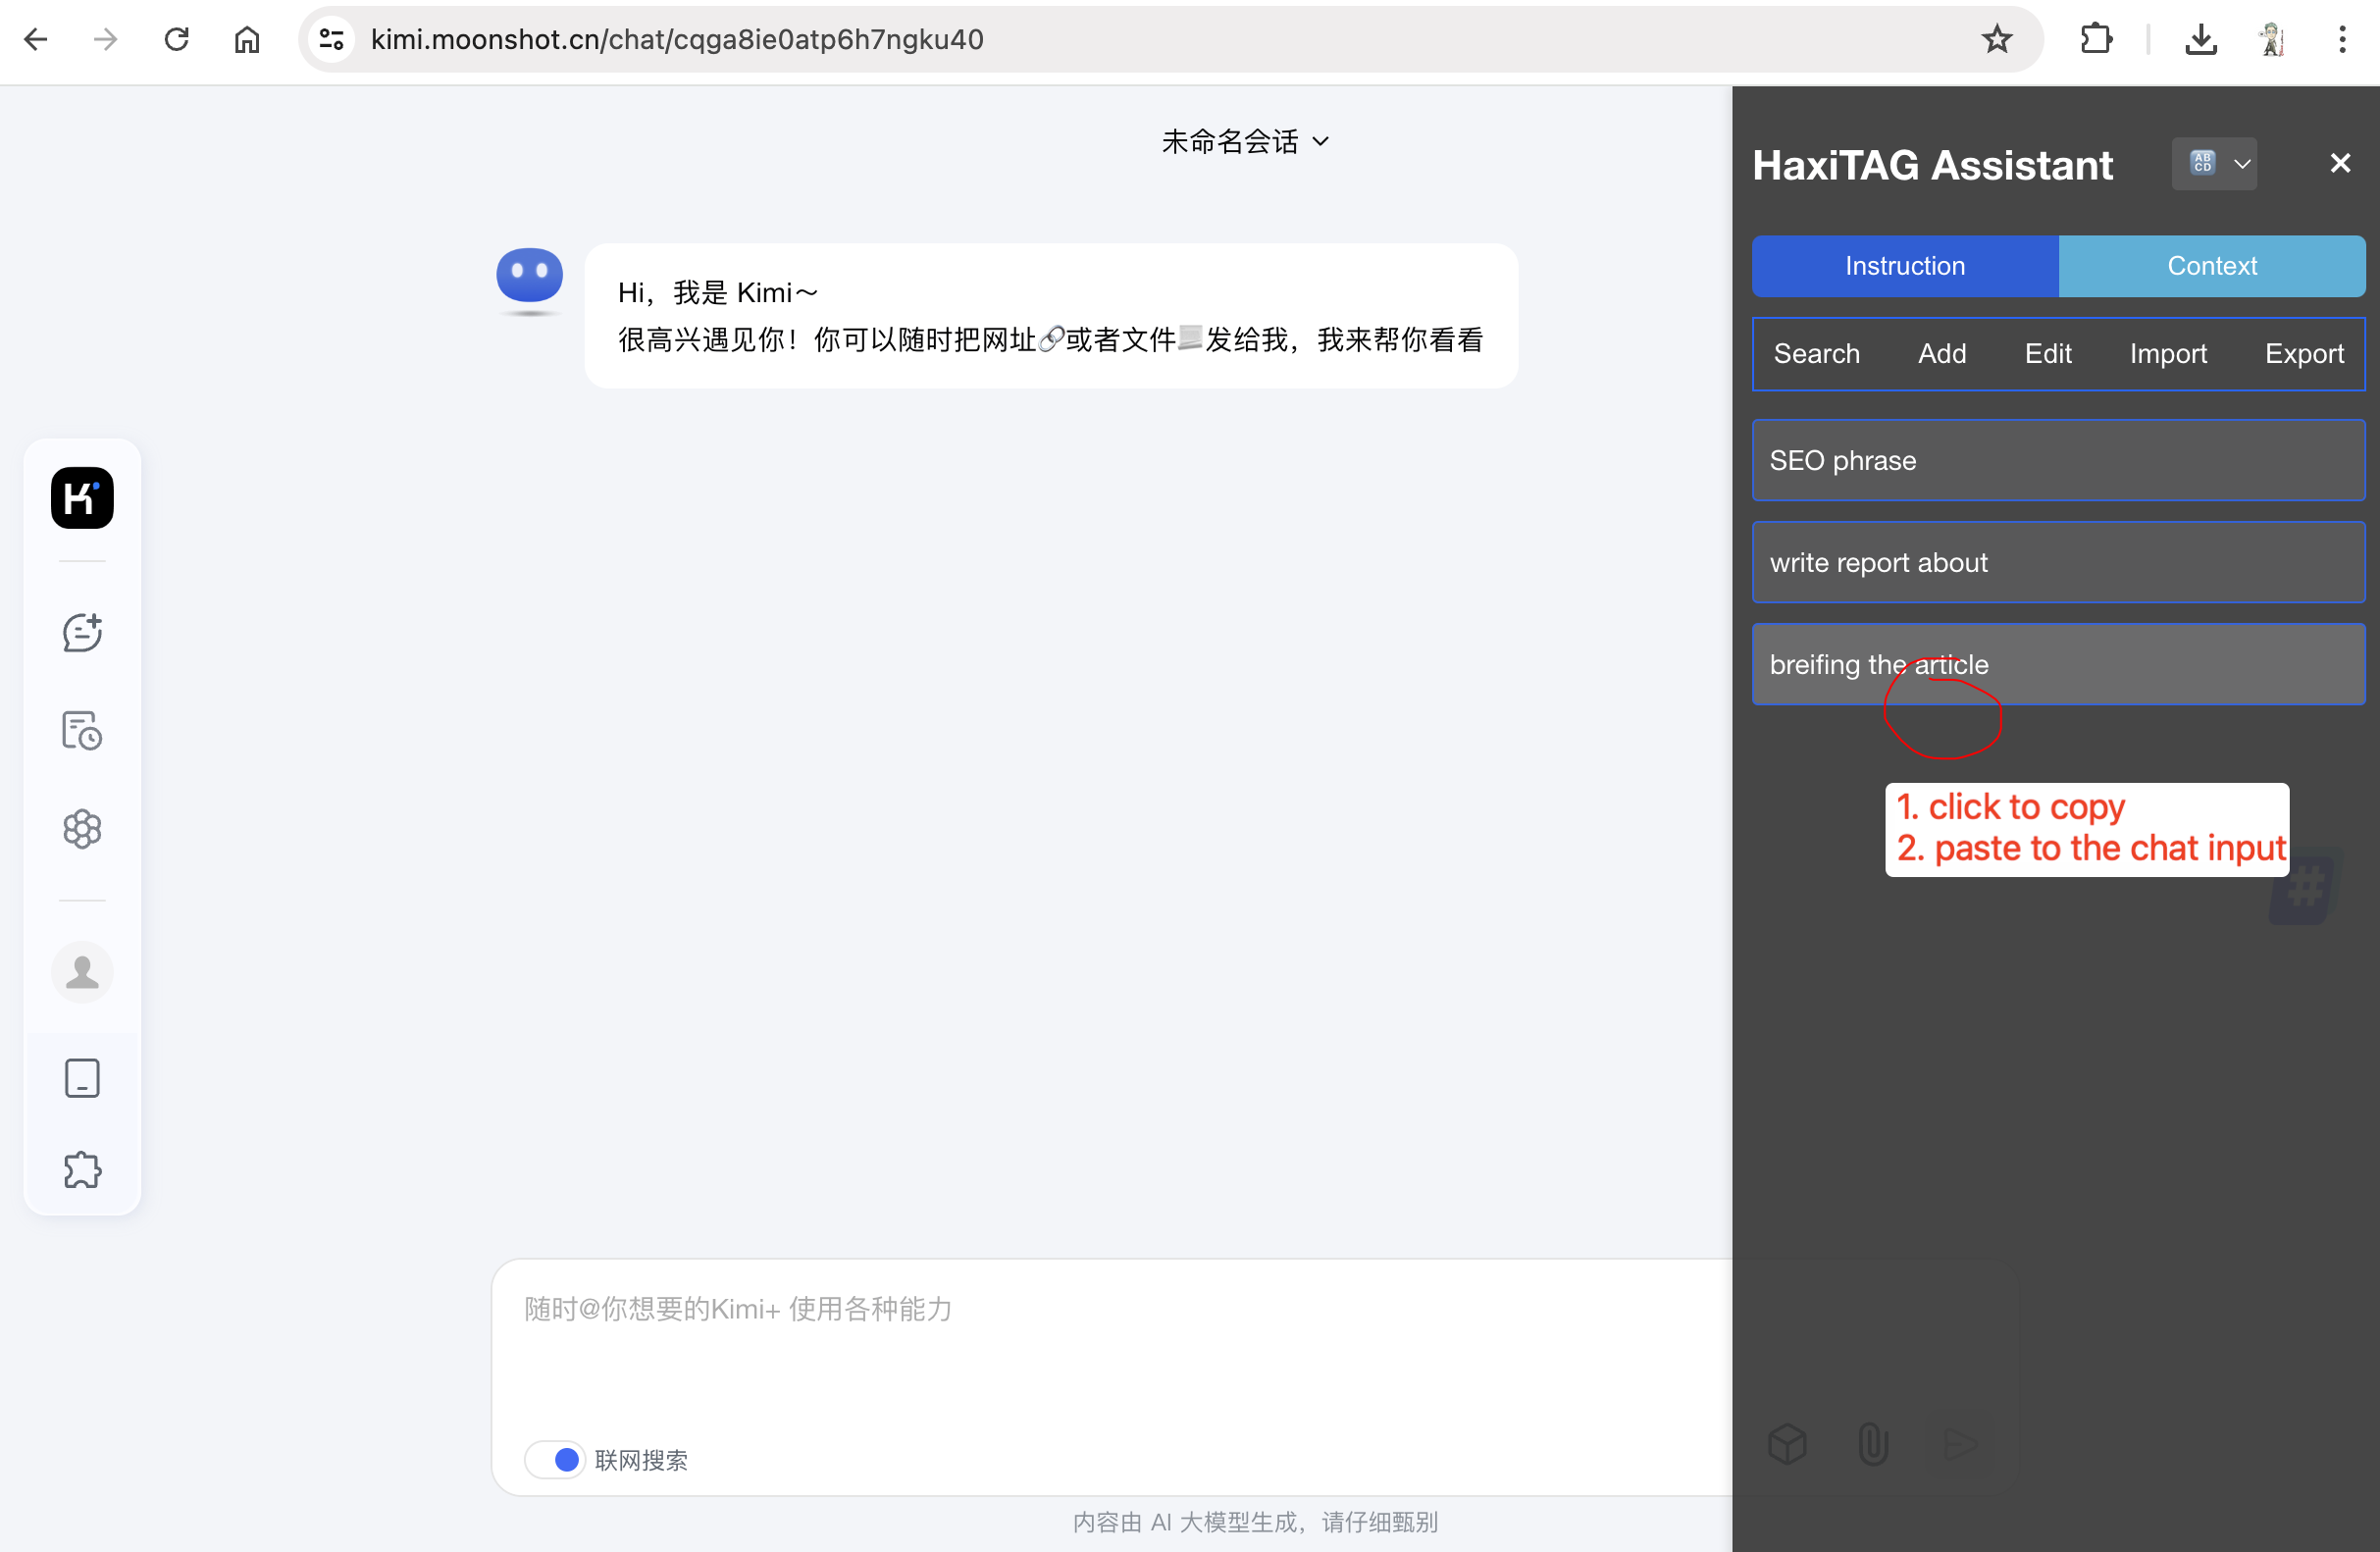 kimi.moonshot.cn/chat/cqga8ie0atp6h7ngku40
未命名会话
HaxiTAG Assistant
AB
CD
Instruction
Context
Hi，我是 Kimi～
很高兴遇见你！你可以随时把网址🔗或者文件📃发给我，我来帮你看看
Search Add Edit Import Export
SEO phrase
write report about
breifing the article
1. click to copy
2. paste to the chat input
#
随时@你想要的Kimi+ 使用各种能力
联网搜索
内容由 AI 大模型生成，请仔细甄别